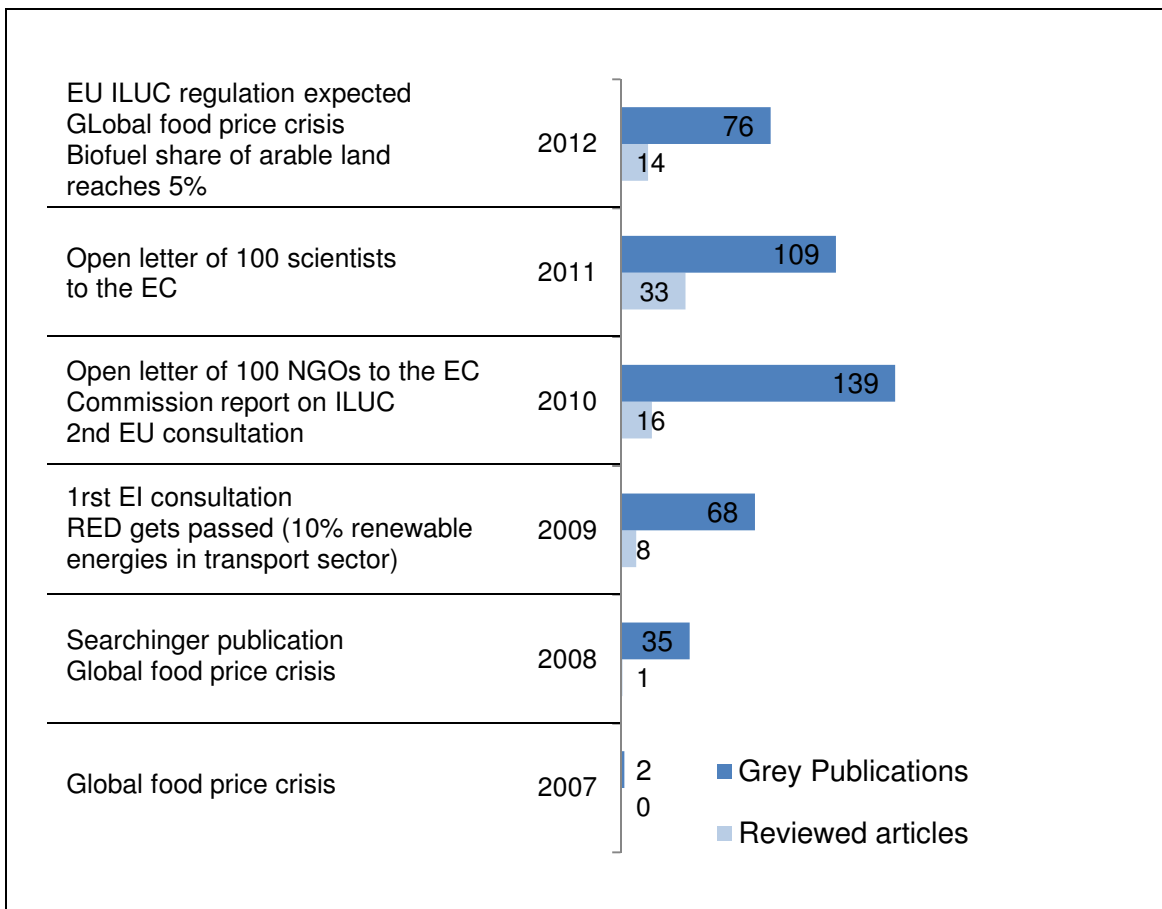 EU ILUC regulation expected
GLobal food price crisis
Biofuel share of arable land
reaches 5%
2012
76
14
Open letter of 100 scientists
to the EC
2011
109
33
Open letter of 100 NGOs to the EC
Commission report on ILUC
2nd EU consultation
2010
139
16
1rst EI consultation
RED gets passed (10% renewable
energies in transport sector)
2009
68
8
Searchinger publication
Global food price crisis
2008
35
1
Global food price crisis
2007
2
0
Grey Publications
Reviewed articles